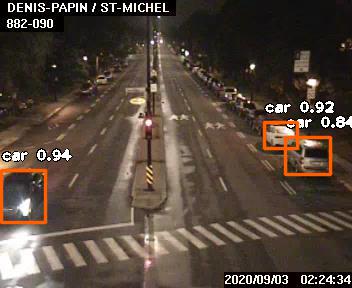 DENIS-PAPIN / ST-MICHEL
882-090
car 0.92
car 0.84
car 0.94
2020/09/03 02:24:34